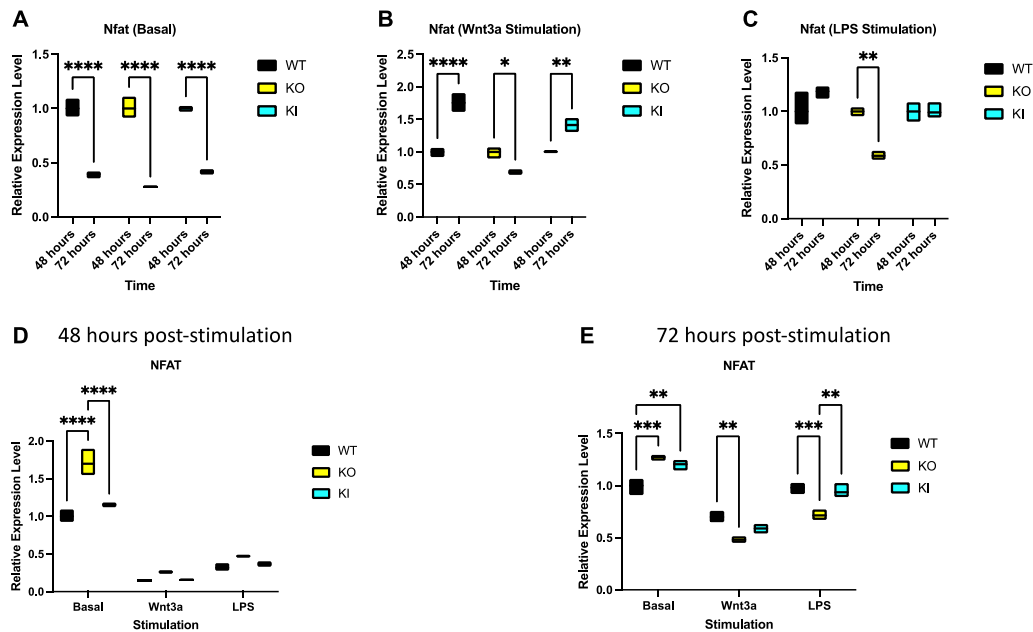 A
Nfat (Basal)
Relative Expression Level
1.5
1.0
0.5
0.0
**** **** ****
48 hours
72 hours
48 hours
72 hours
48 hours
72 hours
Time
WT
KO
KI
B
Nfat (Wnt3a Stimulation)
Relative Expression Level
2.5
2.0
1.5
1.0
0.5
0.0
**** * **
48 hours
72 hours
48 hours
72 hours
48 hours
72 hours
Time
WT
KO
KI
C
Nfat (LPS Stimulation)
Relative Expression Level
1.5
1.0
0.5
0.0
**
48 hours
72 hours
48 hours
72 hours
48 hours
72 hours
Time
WT
KO
KI
D 48 hours post-stimulation
NFAT
Relative Expression Level
2.0
1.5
1.0
0.5
0.0
****
****
Basal Wnt3a LPS
Stimulation
WT
KO
KI
E 72 hours post-stimulation
NFAT
Relative Expression Level
1.5
1.0
0.5
0.0
** **
*** ** ***
Basal Wnt3a LPS
Stimulation
WT
KO
KI